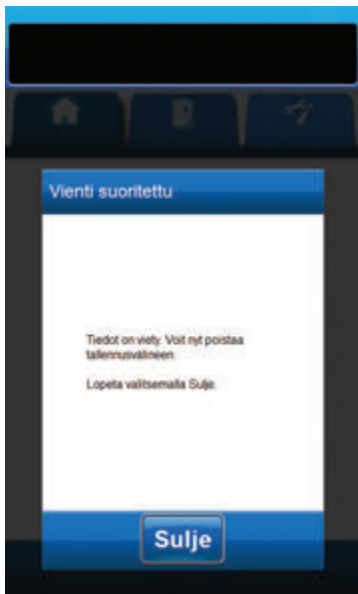 Vienti suoritettu
Tiedot on viety. Voit nyt poistaa
tallennusvälineen.
Lopeta valitsemalla Sulje.
Sulje